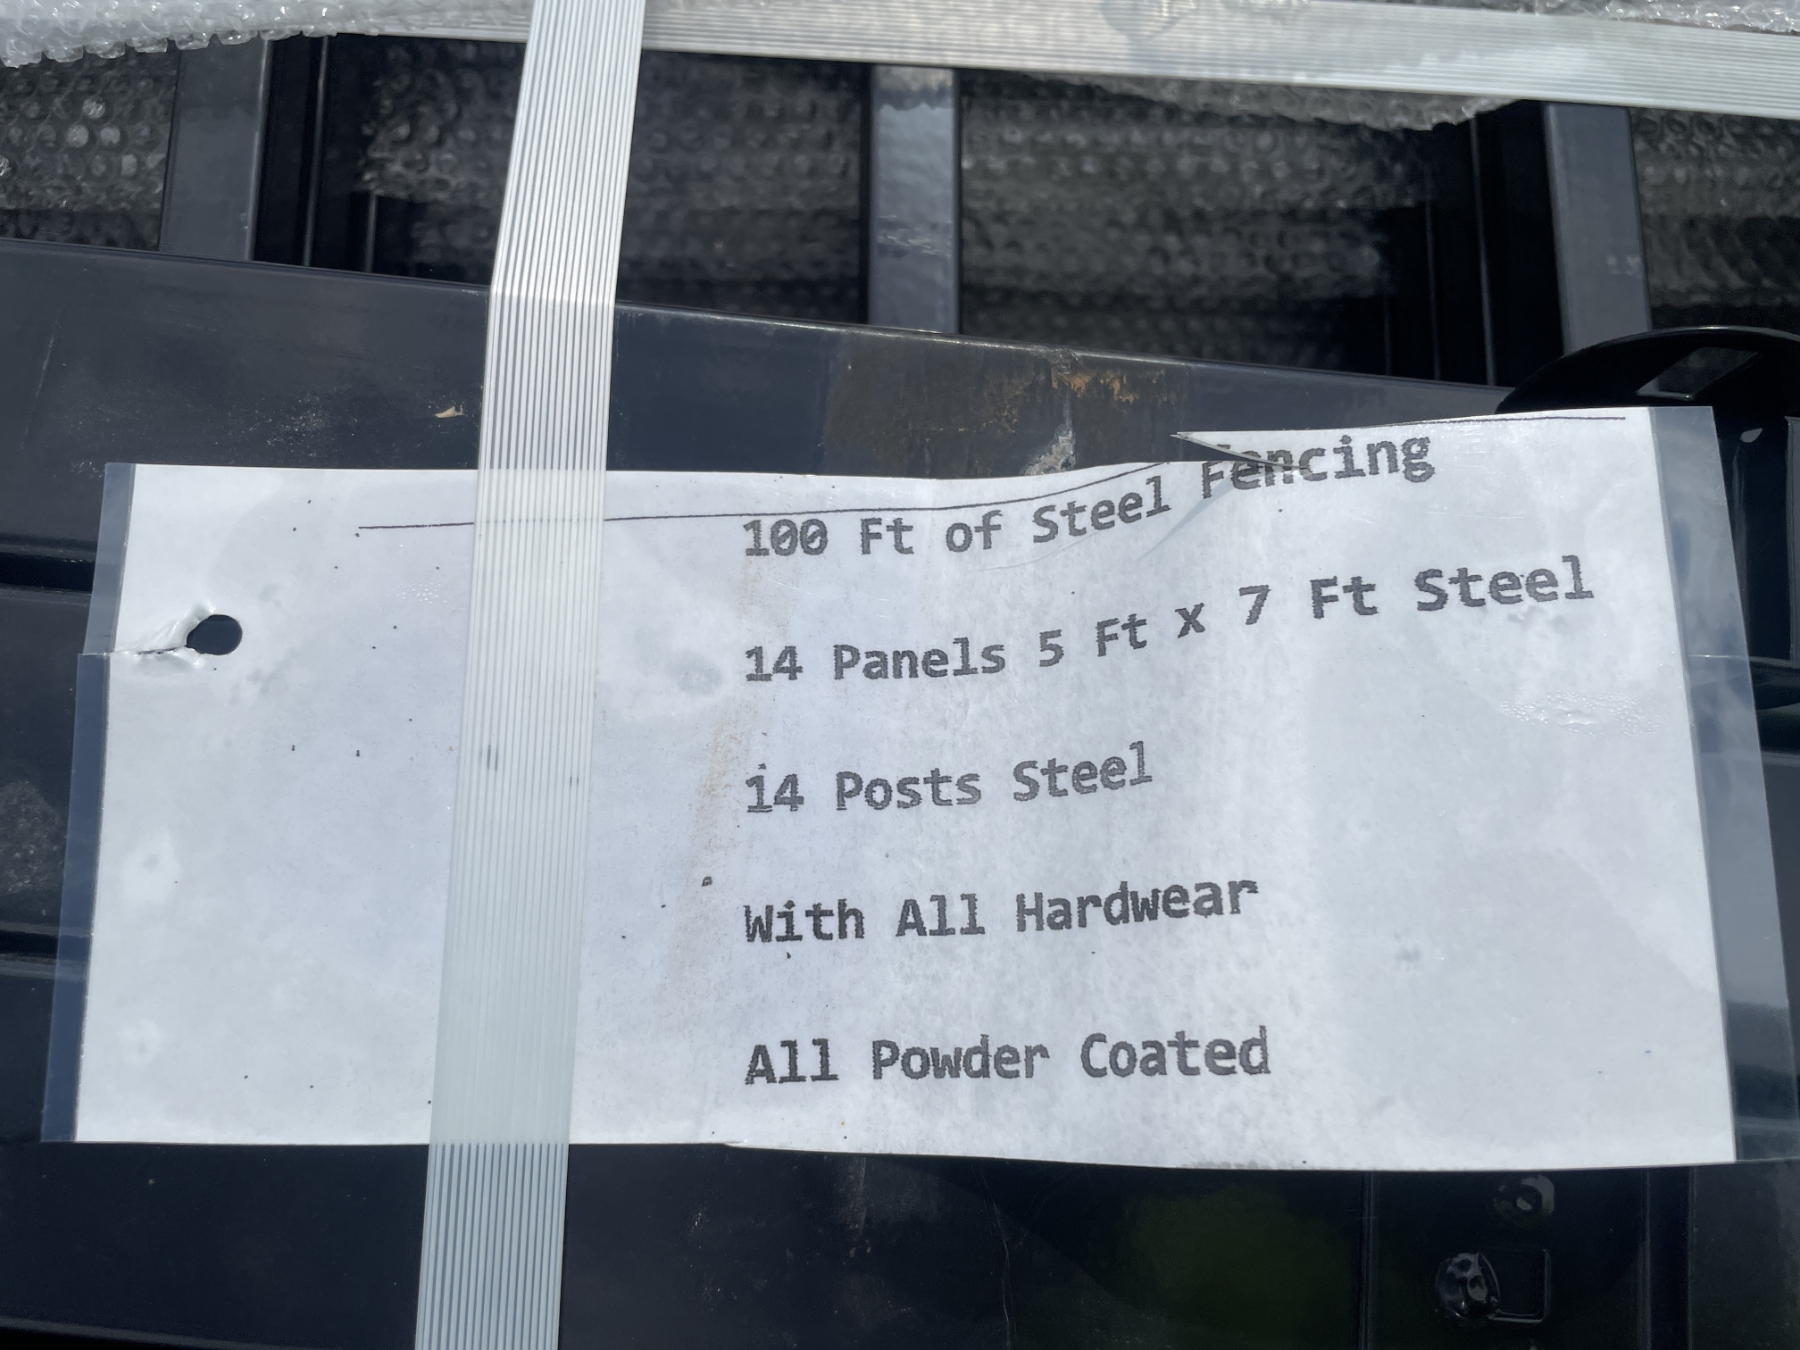 100 Ft of Steel Fencing
14 Panels 5 Ft x 7 Ft Steel
14 Posts Steel
With All Hardwear
All Powder Coated